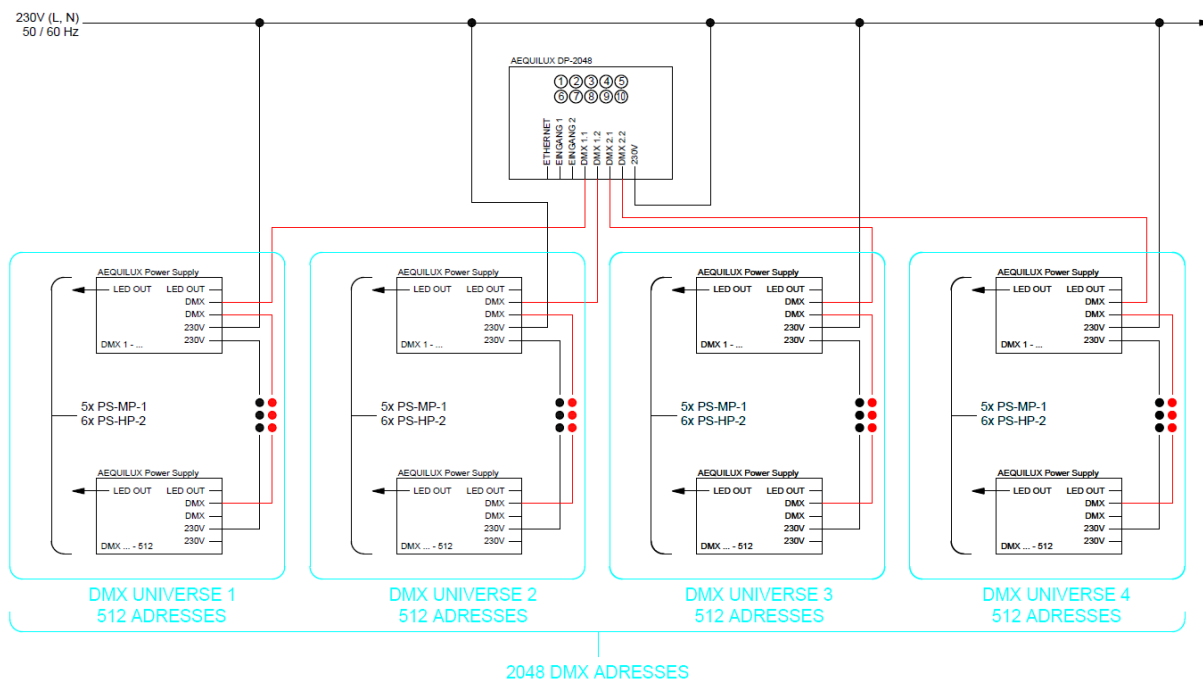 230V (L, N)
50 / 60 Hz
AEQUILUX DP-2048
1 2 3 4 5
6 7 8 9 10
ETHERNET
EINGANG 1
EINGANG 2
DMX 1.1
DMX 1.2
DMX 2.1
DMX 2.2
230V
AEQUILUX Power Supply
LED OUT LED OUT
DMX
DMX
230V
230V
DMX 1 - ...
5x PS-MP-1
6x PS-HP-2
AEQUILUX Power Supply
LED OUT LED OUT
DMX
DMX
230V
230V
DMX ... - 512
DMX UNIVERSE 1
512 ADRESSES
AEQUILUX Power Supply
LED OUT LED OUT
DMX
DMX
230V
230V
DMX 1 - ...
5x PS-MP-1
6x PS-HP-2
AEQUILUX Power Supply
LED OUT LED OUT
DMX
DMX
230V
230V
DMX ... - 512
DMX UNIVERSE 2
512 ADRESSES
AEQUILUX Power Supply
LED OUT LED OUT
DMX
DMX
230V
230V
DMX 1 - ...
5x PS-MP-1
6x PS-HP-2
AEQUILUX Power Supply
LED OUT LED OUT
DMX
DMX
230V
230V
DMX ... - 512
DMX UNIVERSE 3
512 ADRESSES
AEQUILUX Power Supply
LED OUT LED OUT
DMX
DMX
230V
230V
DMX 1 - ...
5x PS-MP-1
6x PS-HP-2
AEQUILUX Power Supply
LED OUT LED OUT
DMX
DMX
230V
230V
DMX ... - 512
DMX UNIVERSE 4
512 ADRESSES
2048 DMX ADRESSES